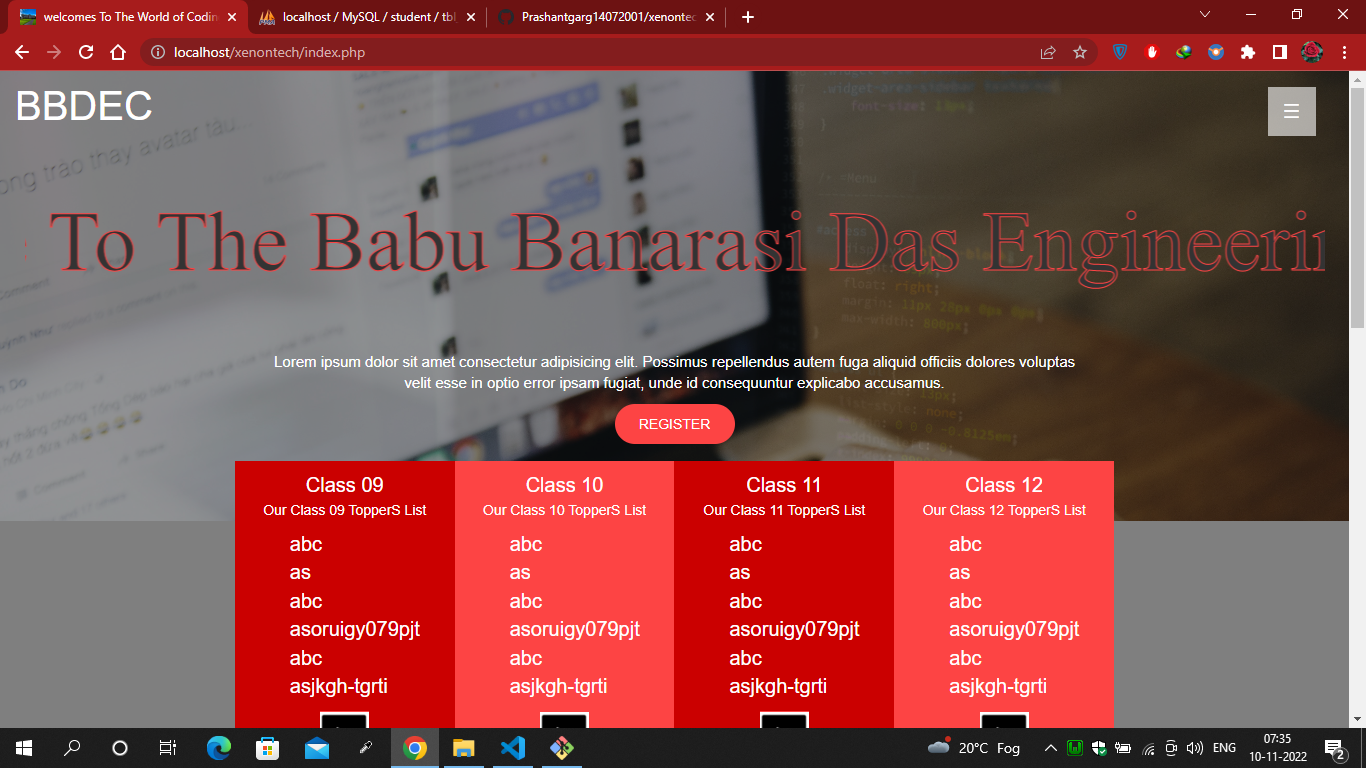 welcomes To The World of Codin
localhost / MySQL / student / tbl
Prashantgarg14072001/xenontec
localhost/xenontech/index.php
BBDEC
☰
To The Babu Banarasi Das Engineerin
Lorem ipsum dolor sit amet consectetur adipisicing elit. Possimus repellendus autem fuga aliquid officiis dolores voluptas
velit esse in optio error ipsam fugiat, unde id consequuntur explicabo accusamus.
REGISTER
Class 09 Class 10 Class 11 Class 12
Our Class 09 TopperS List Our Class 10 TopperS List Our Class 11 TopperS List Our Class 12 TopperS List
abc abc abc abc
as as as as
abc abc abc abc
asoruigy079pjt asoruigy079pjt asoruigy079pjt asoruigy079pjt
abc abc abc abc
asjkgh-tgrti asjkgh-tgrti asjkgh-tgrti asjkgh-tgrti
20°C Fog
ENG
07:35
10-11-2022
2